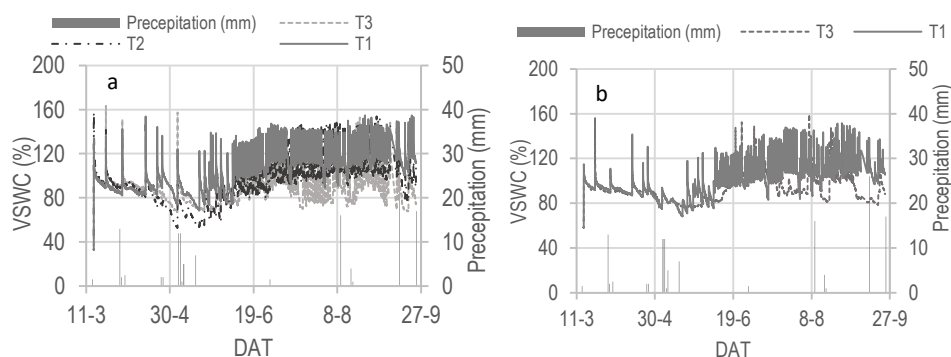 Precipitation (mm) T3
T2 T1
a
200
160
120
80
40
0
VSWC (%)
50
40
30
20
10
0
Precepitation (mm)
11-3 30-4 19-6 8-8 27-9
DAT
Precipitation (mm) T3 T1
b
200
160
120
80
40
0
VSWC (%)
50
40
30
20
10
0
Precepitation (mm)
11-3 30-4 19-6 8-8 27-9
DAT